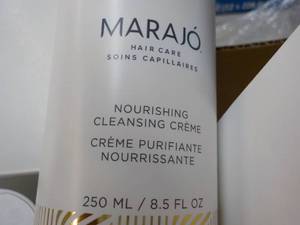 MARAJÓ
HAIR CARE
SOINS CAPILLAIRES
NOURISHING
CLEANSING CRÈME
CRÈME PURIFIANTE
NOURRISSANTE
250 ML / 8.5 FL OZ